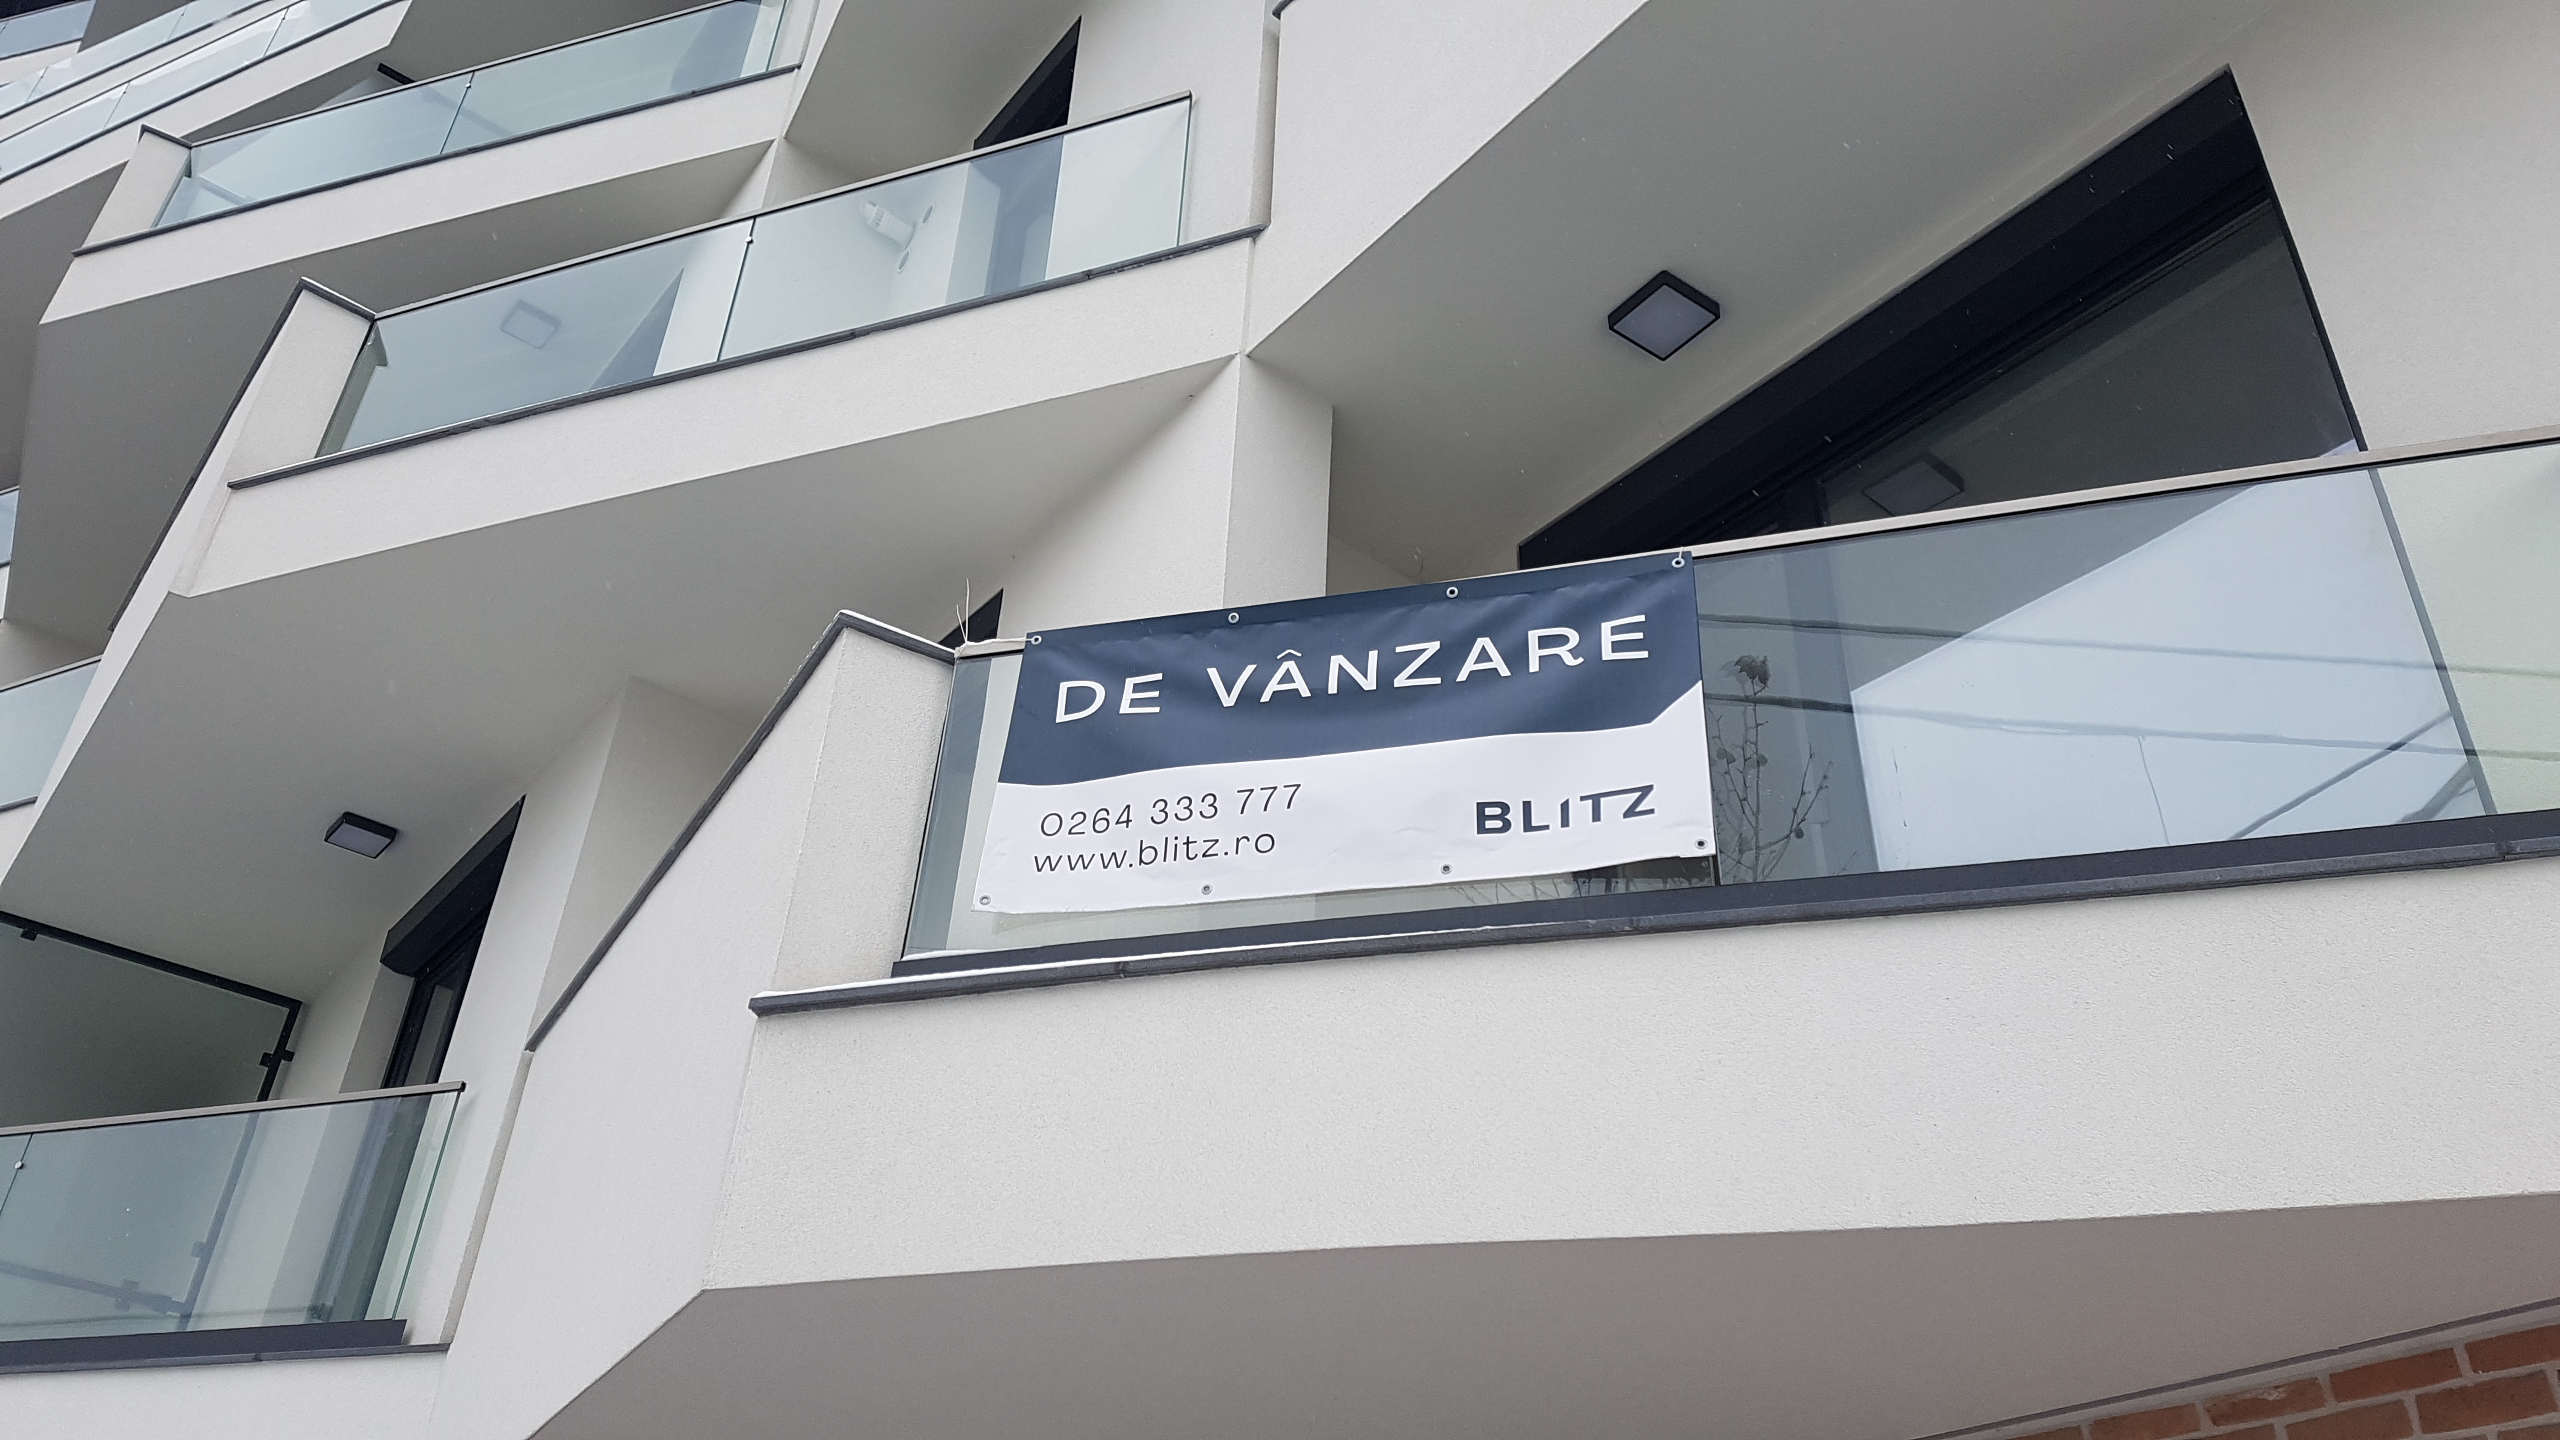 DE VÂNZARE
0264 333 777
www.blitz.ro
BLITZ